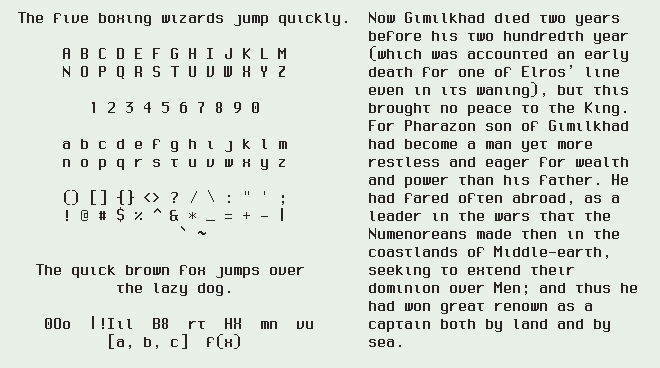 The five boxing wizards jump quickly.
A B C D E F G H I J K L M
N O P Q R S T U V W X Y Z
1 2 3 4 5 6 7 8 9 0
a b c d e f g h i j k l m
n o p q r s t u v w x y z
() [] {} <> ? / \ : " ' ;
! @ # $ % ^ & * _ = + - |
` ~
The quick brown fox jumps over
the lazy dog.
0Oo |!Iil B8 rt HX mn vu
[a, b, c] f(x)
Now Gimilkhad died two years
before his two hundredth year
(which was accounted an early
death for one of Elros' line
even in its waning), but this
brought no peace to the King.
For Pharazon son of Gimilkhad
had become a man yet more
restless and eager for wealth
and power than his father. He
had fared often abroad, as a
leader in the wars that the
Numenoreans made then in the
coastlands of Middle-earth,
seeking to extend their
dominion over Men; and thus he
had won great renown as a
captain both by land and by
sea.